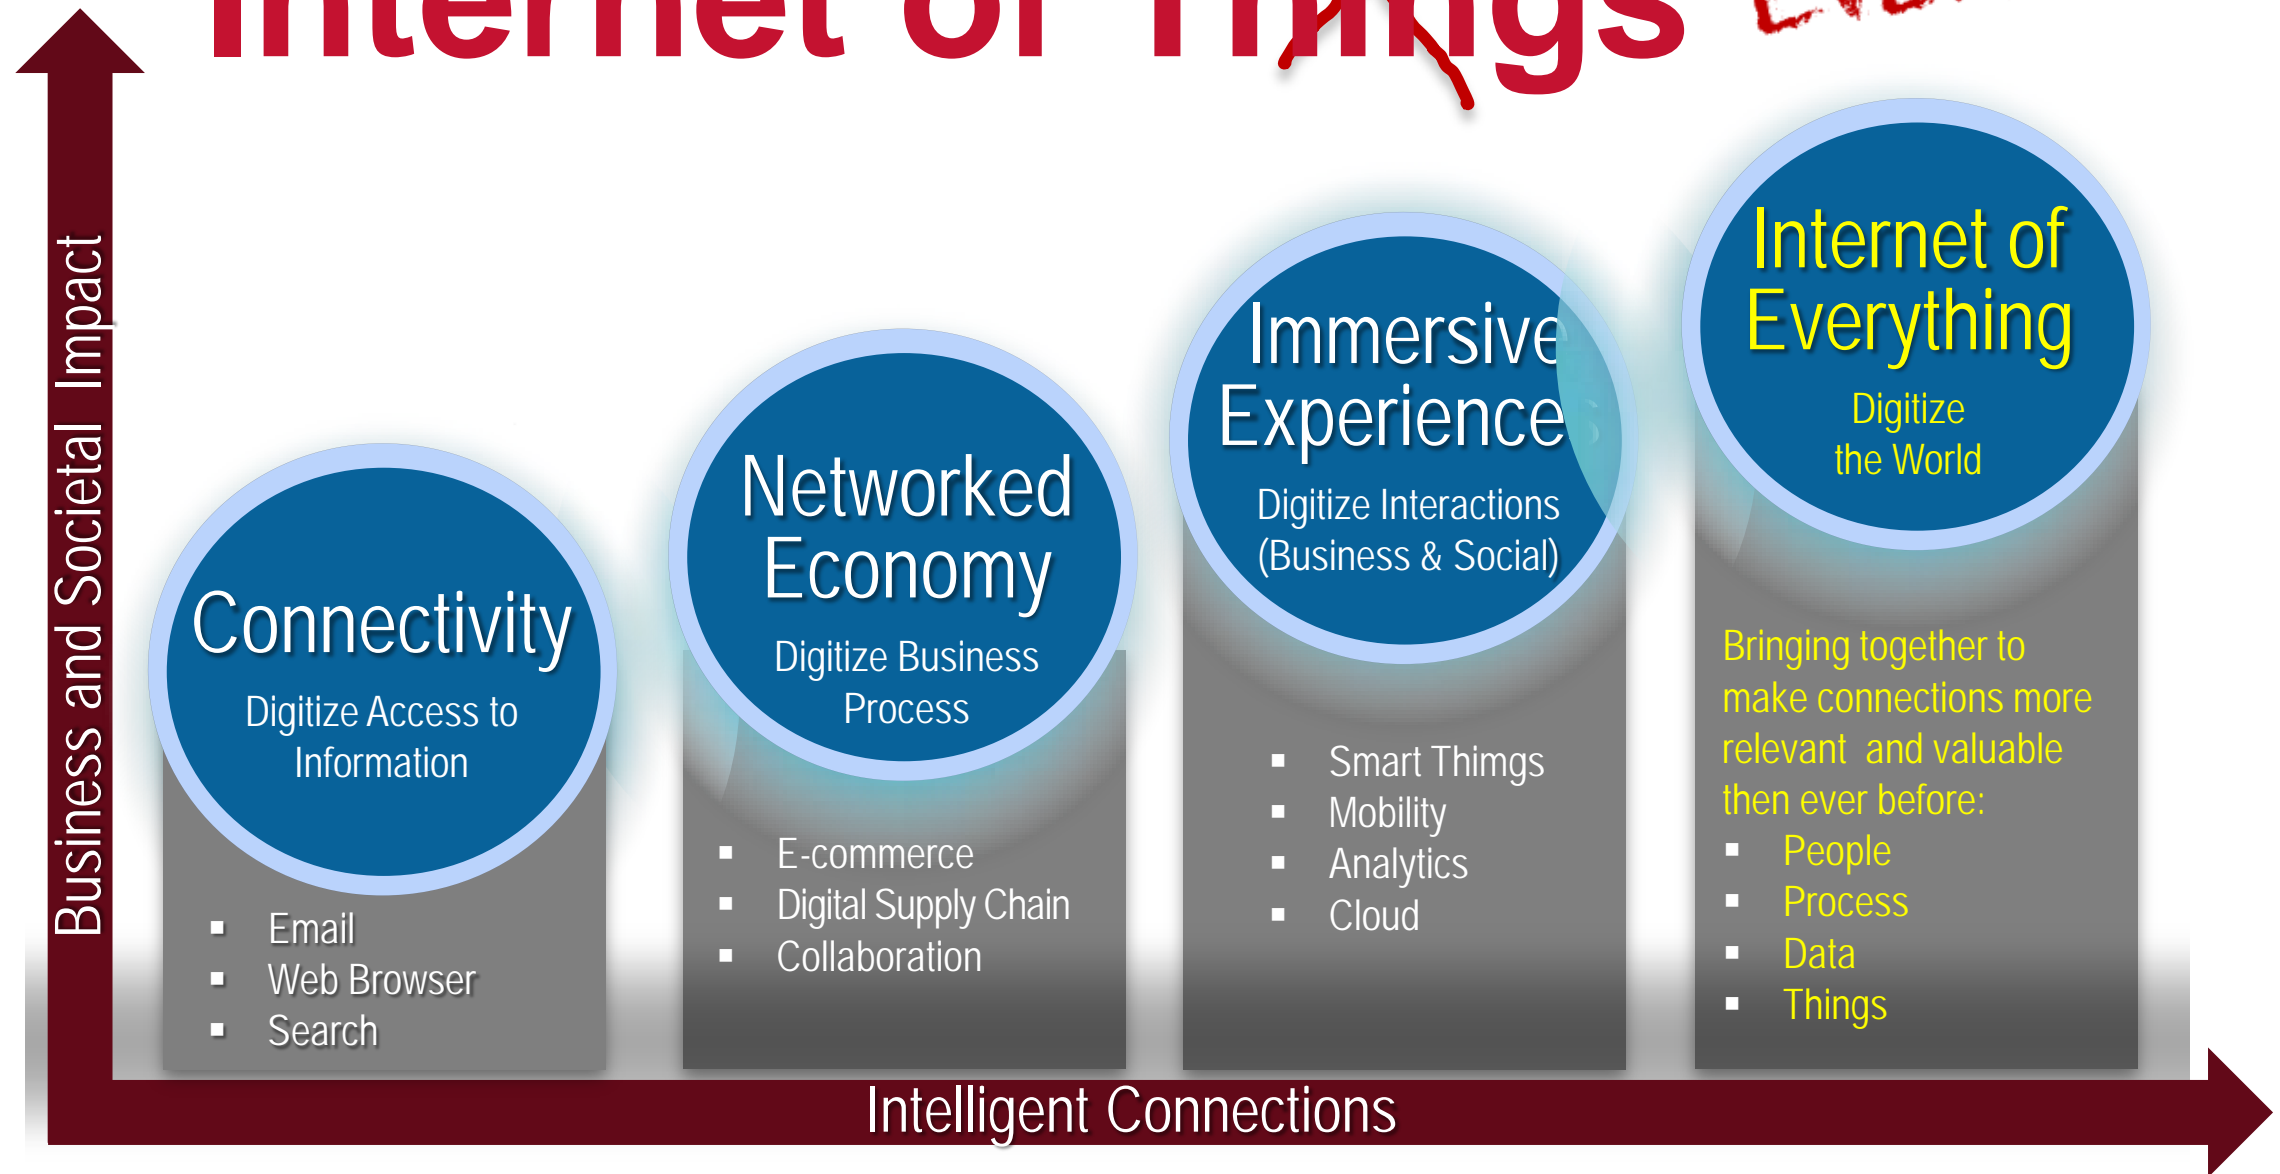 Internet of Things
Business and Societal Impact
Connectivity
Digitize Access to
Information
▪ Email
▪ Web Browser
▪ Search
Networked
Economy
Digitize Business
Process
▪ E-commerce
▪ Digital Supply Chain
▪ Collaboration
Immersive
Experiences
Digitize Interactions
(Business & Social)
▪ Smart Thimgs
▪ Mobility
▪ Analytics
▪ Cloud
Internet of
Everything
Digitize
the World
Bringing together to
make connections more
relevant and valuable
then ever before:
▪ People
▪ Process
▪ Data
▪ Things
Intelligent Connections